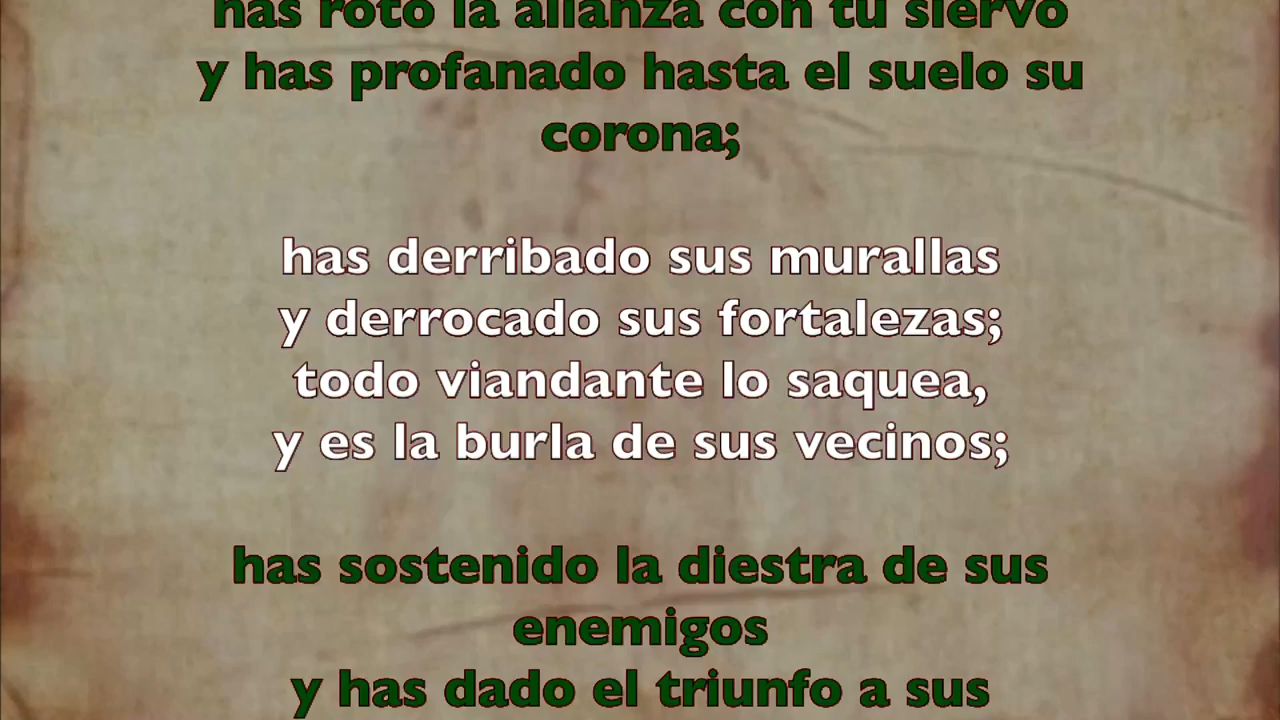 has roto la alianza con tu siervo
y has profanado hasta el suelo su
corona;
has derribado sus murallas
y derrocado sus fortalezas;
todo viandante lo saquea,
y es la burla de sus vecinos;
has sostenido la diestra de sus
enemigos
y has dado el triunfo a sus